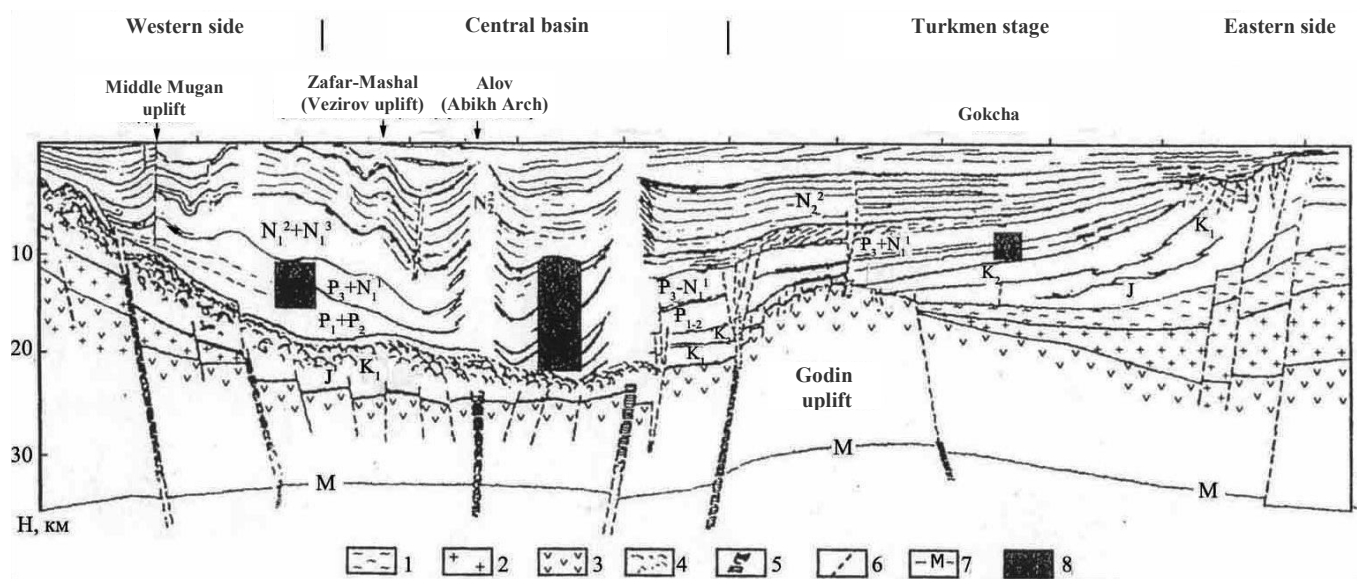 Western side Central basin Turkmen stage Eastern side
Middle Mugan
uplift
Zafar-Mashal
(Vezirov uplift)
Alov
(Abikh Arch)
Gokcha
N₂²
N₁²+N₁³
P₃+N₁¹
K₁
10
P₃+N₁¹
P₃-N₁¹
K₂
J
P₁+P₂
P₁₋₂
20
K₁
K₁
J
Godin
uplift
30
M
M
M
H, км
1 2 3 4 5 6 M 7 8